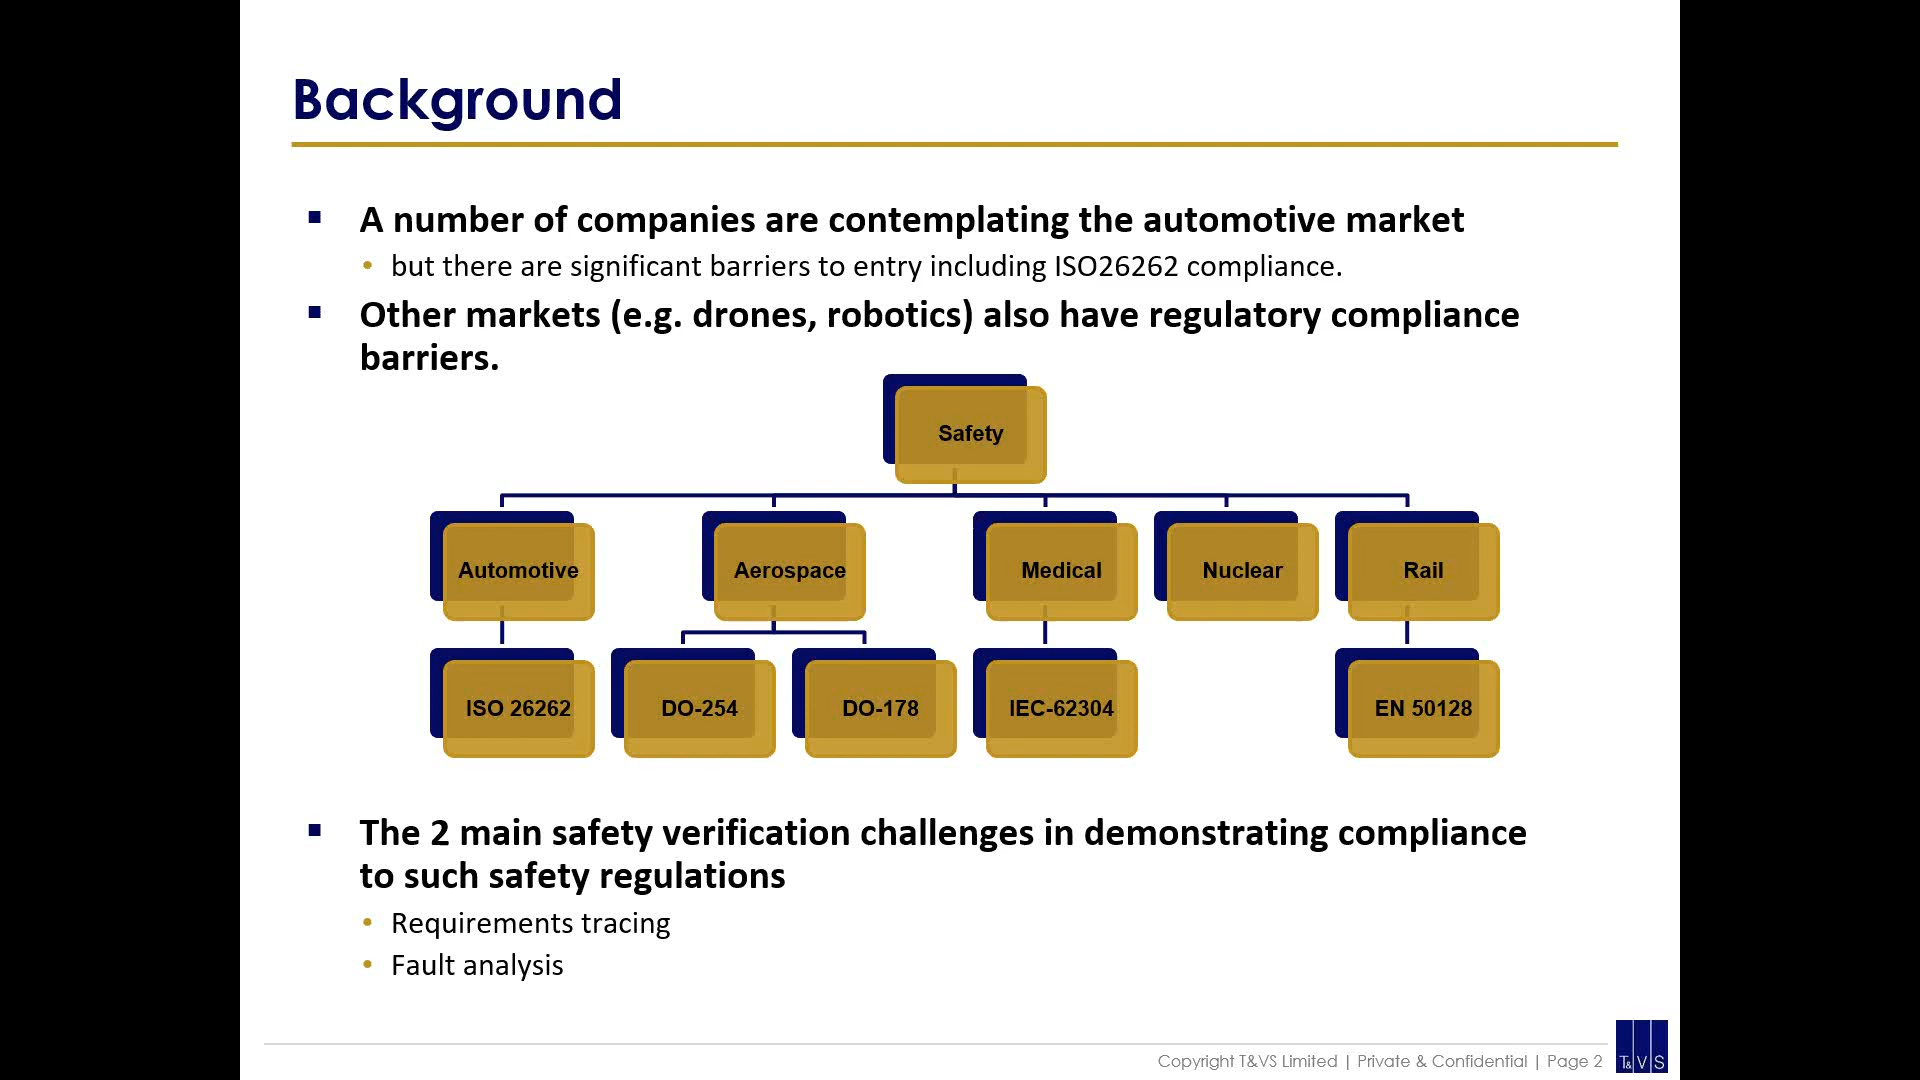 Background
A number of companies are contemplating the automotive market
but there are significant barriers to entry including ISO26262 compliance.
Other markets (e.g. drones, robotics) also have regulatory compliance
barriers.
Safety
Automotive
Aerospace
Medical
Nuclear
Rail
ISO 26262
DO-254
DO-178
IEC-62304
EN 50128
The 2 main safety verification challenges in demonstrating compliance
to such safety regulations
Requirements tracing
Fault analysis
Copyright T&VS Limited | Private & Confidential | Page 2
T&VS